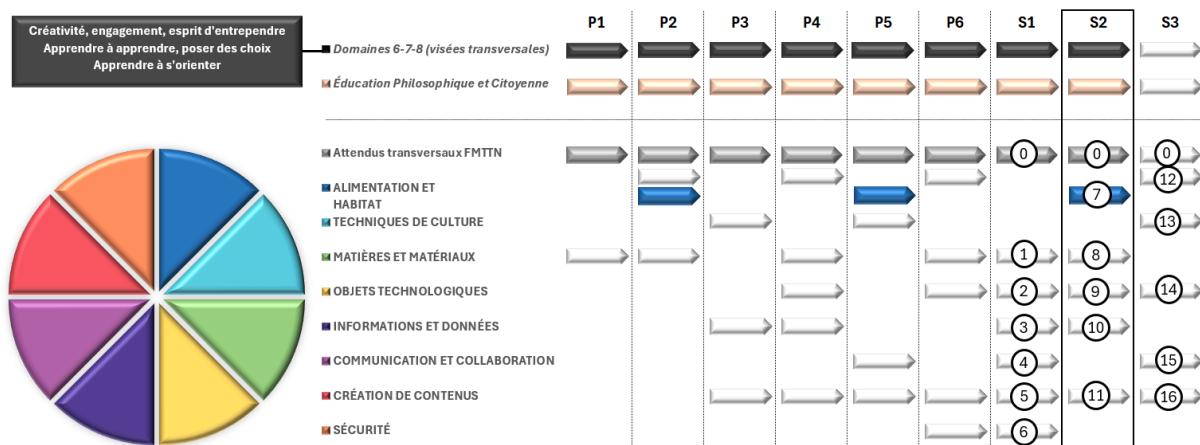 P1 P2 P3 P4 P5 P6 S1 S2 S3
Créativité, engagement, esprit d'entrependre
Apprendre à apprendre, poser des choix
Apprendre à s'orienter
Domaines 6-7-8 (visées transversales)
Éducation Philosophique et Citoyenne
Attendus transversaux FMTTN 0 0 0
12
ALIMENTATION ET
HABITAT 7
TECHNIQUES DE CULTURE 13
MATIÈRES ET MATÉRIAUX 1 8
OBJETS TECHNOLOGIQUES 2 9 14
INFORMATIONS ET DONNÉES 3 10
COMMUNICATION ET COLLABORATION 4 15
CRÉATION DE CONTENUS 5 11 16
SÉCURITÉ 6